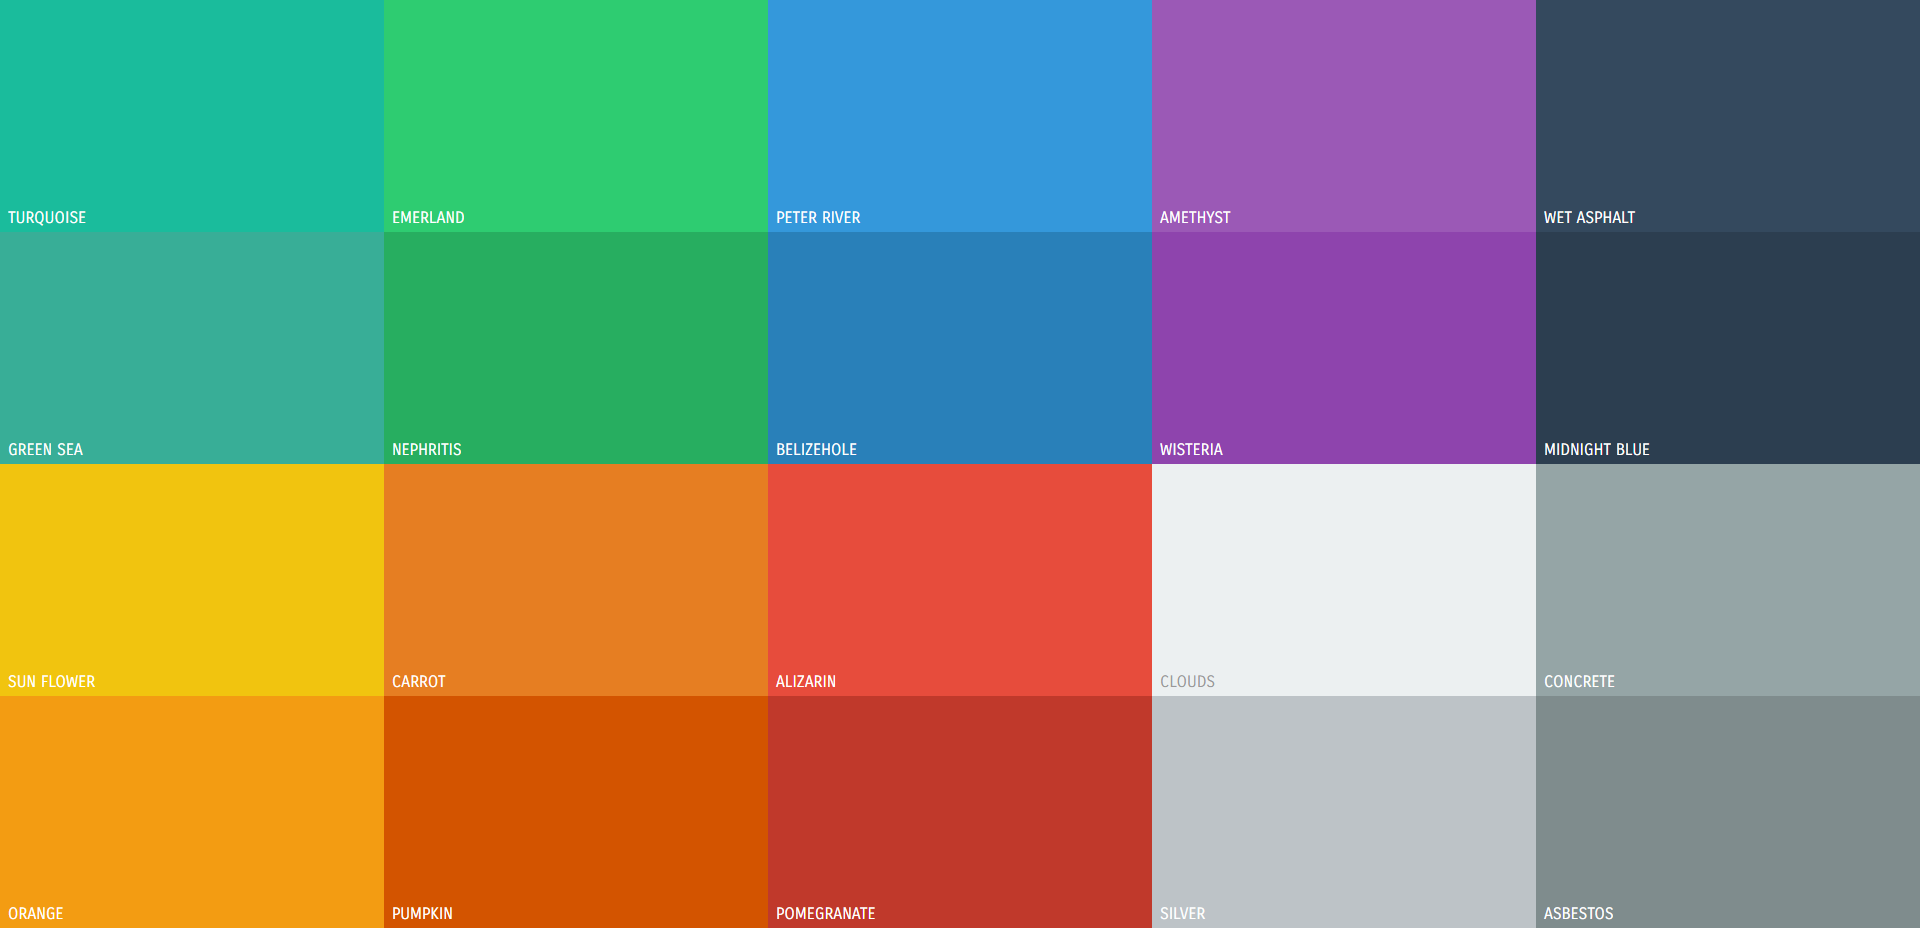 TURQUOISE
EMERLAND
PETER RIVER
AMETHYST
WET ASPHALT
GREEN SEA
NEPHRITIS
BELIZEHOLE
WISTERIA
MIDNIGHT BLUE
SUN FLOWER
CARROT
ALIZARIN
CLOUDS
CONCRETE
ORANGE
PUMPKIN
POMEGRANATE
SILVER
ASBESTOS